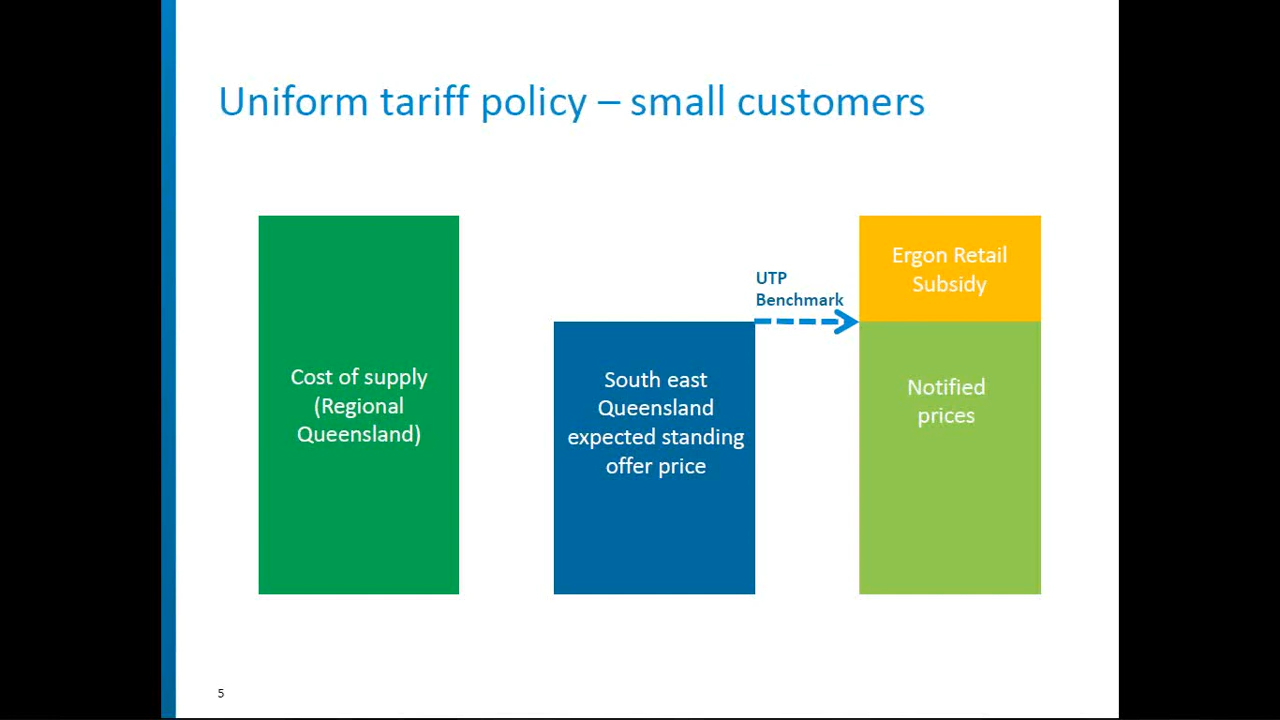 Uniform tariff policy – small customers
Cost of supply
(Regional
Queensland)
South east
Queensland
expected standing
offer price
UTP
Benchmark
Ergon Retail
Subsidy
Notified
prices
5